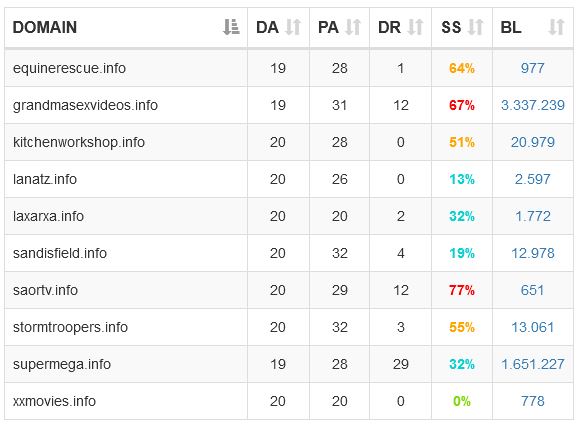 DOMAIN DA PA DR SS BL
equinerescue.info 19 28 1 64% 977
grandmasexvideos.info 19 31 12 67% 3.337.239
kitchenworkshop.info 20 28 0 51% 20.979
lanatz.info 20 26 0 13% 2.597
laxarxa.info 20 20 2 32% 1.772
sandisfield.info 20 32 4 19% 12.978
saortv.info 20 29 12 77% 651
stormtroopers.info 20 32 3 55% 13.061
supermega.info 19 28 29 32% 1.651.227
xxmovies.info 20 20 0 0% 778